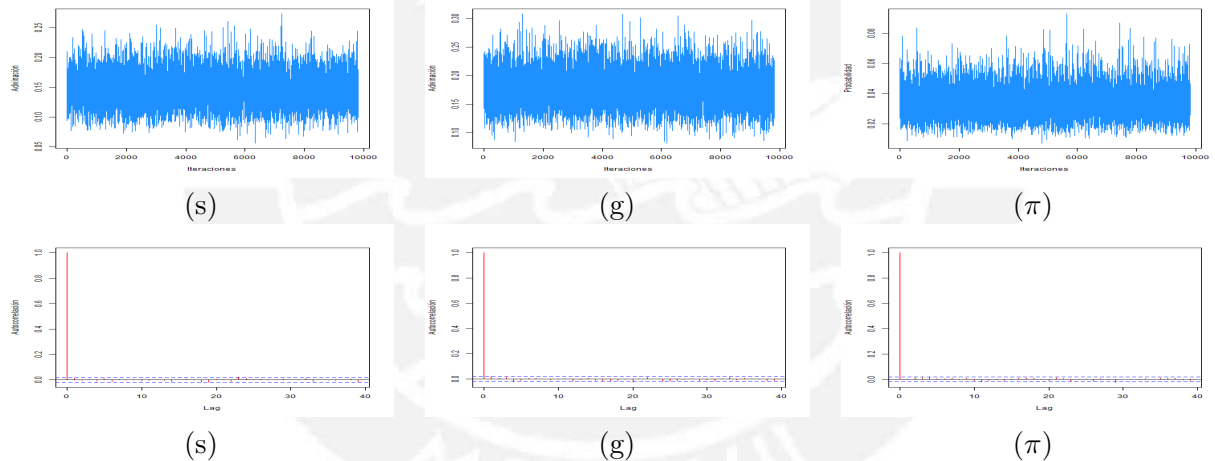 Adivinación
0.05 0.10 0.15 0.20 0.25
0 2000 4000 6000 8000 10000
Iteraciones
(s)
Adivinación
0.10 0.15 0.20 0.25 0.30
0 2000 4000 6000 8000 10000
Iteraciones
(g)
Probabilidad
0.02 0.04 0.06 0.08
0 2000 4000 6000 8000 10000
Iteraciones
(π)
Autocorrelación
0.0 0.2 0.4 0.6 0.8 1.0
0 10 20 30 40
Lag
(s)
Autocorrelación
0.0 0.2 0.4 0.6 0.8 1.0
0 10 20 30 40
Lag
(g)
Autocorrelación
0.0 0.2 0.4 0.6 0.8 1.0
0 10 20 30 40
Lag
(π)